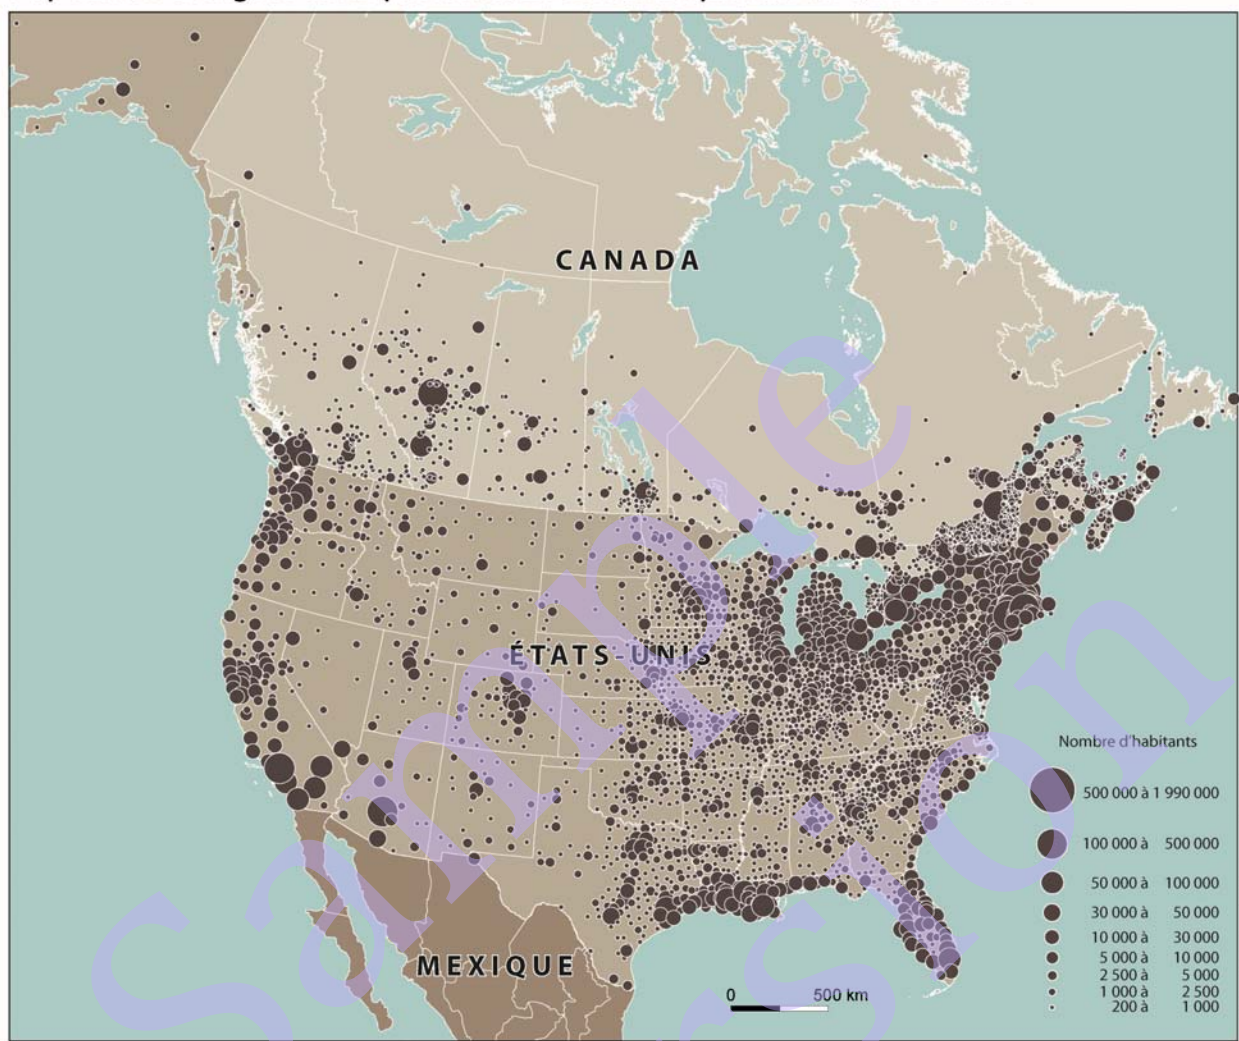 CANADA
ÉTATS-UNIS
MEXIQUE
Nombre d'habitants
500 000 à 1 990 000
100 000 à 500 000
50 000 à 100 000
30 000 à 50 000
10 000 à 30 000
5 000 à 10 000
2 500 à 5 000
1 000 à 2 500
200 à 1 000
0 500 km
Sample